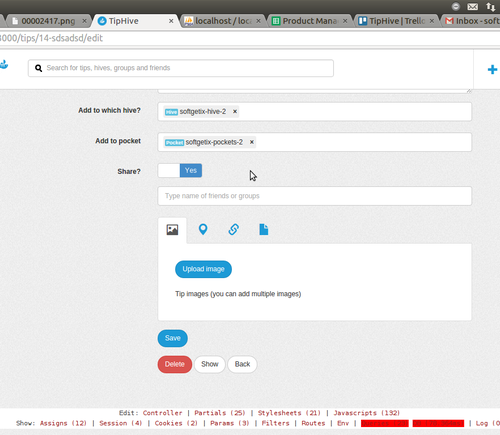 00002417.png × TipHive × localhost / loca × Product Mana × TipHive | Trello × Inbox - soft
8000/tips/14-sdsadsd/edit
Search for tips, hives, groups and friends
Add to which hive? Hive softgetix-hive-2 ×
Add to pocket Pocket softgetix-pockets-2 ×
Share? Yes
Type name of friends or groups
Upload image
Tip images (you can add multiple images)
Save
Delete Show Back
Edit: Controller | Partials (25) | Stylesheets (21) | Javascripts (132)
Show: Assigns (12) | Session (4) | Cookies (2) | Params (3) | Filters | Routes | Env | | Log (0